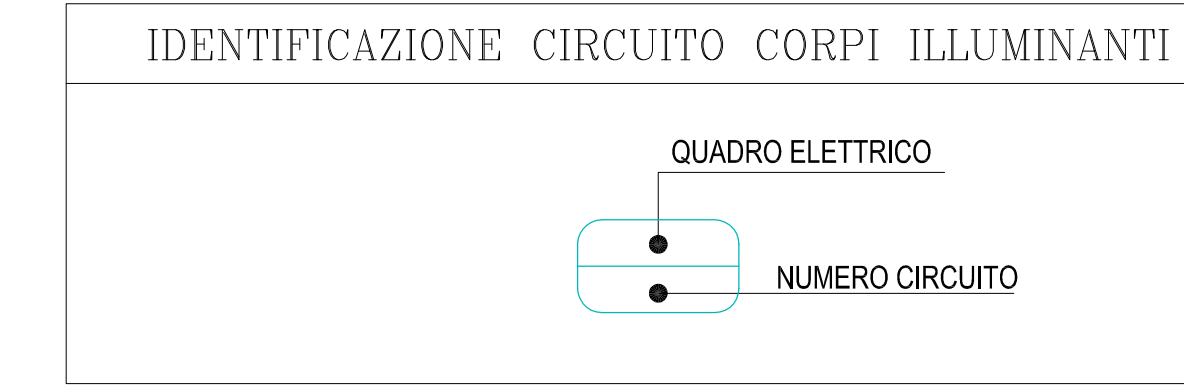 IDENTIFICAZIONE CIRCUITO CORPI ILLUMINANTI
QUADRO ELETTRICO
NUMERO CIRCUITO